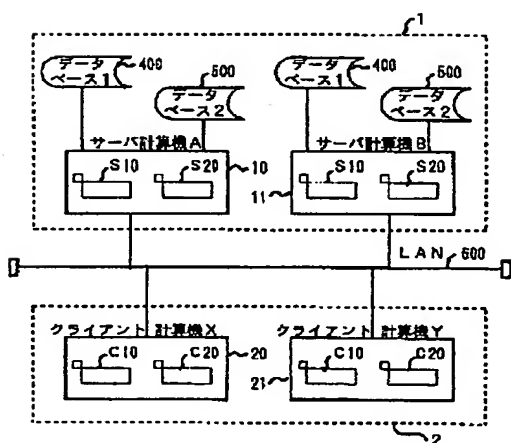 1
データ
ベース1
400
500
データ
ベース2
データ
ベース1
400
500
データ
ベース2
サーバ計算機A
サーバ計算機B
S10
S20
10
11
S10
S20
LAN
600
クライアント計算機X
クライアント計算機Y
C10
C20
20
21
C10
C20
2